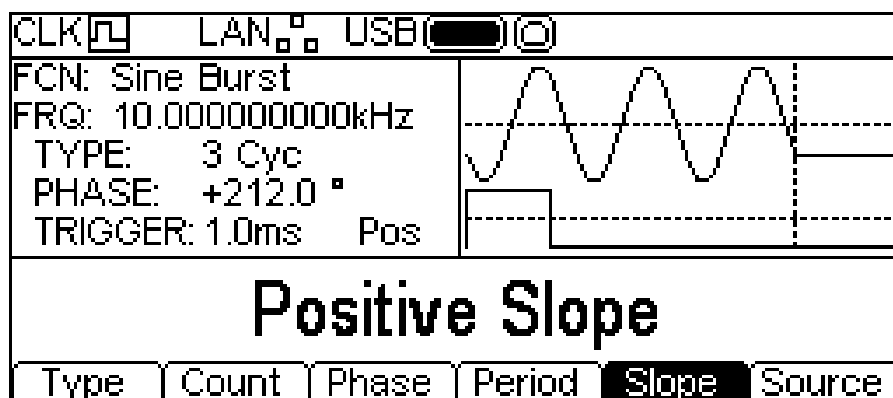 CLK LAN USB
FCN: Sine Burst
FRQ: 10.000000000kHz
TYPE: 3 Cyc
PHASE: +212.0 °
TRIGGER: 1.0ms Pos
Positive Slope
Type Count Phase Period Slope Source